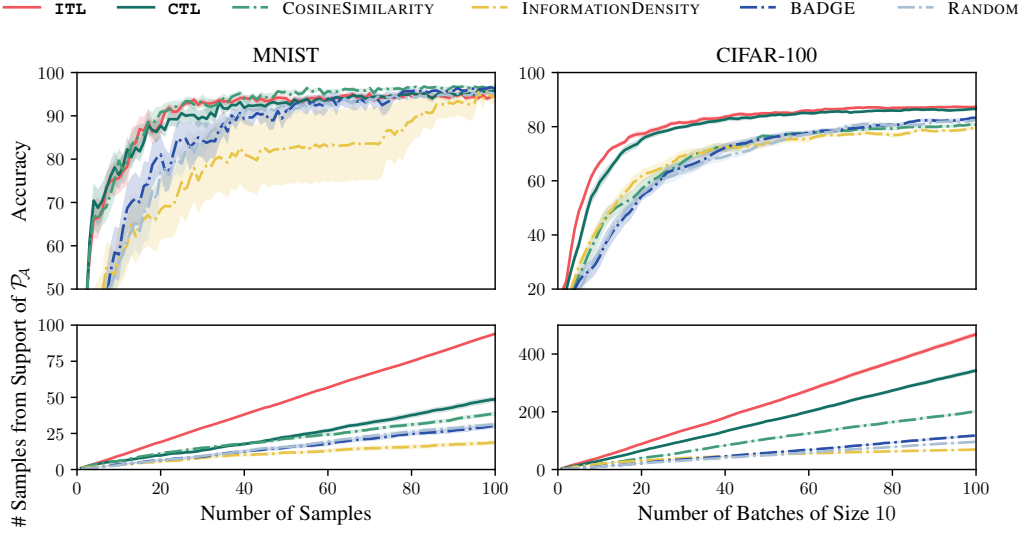 ITL CTL COSINESIMILARITY INFORMATIONDENSITY BADGE RANDOM
MNIST CIFAR-100
Accuracy
100
90
80
70
60
50
100
80
60
40
20
# Samples from Support of 𝒫_𝒜
100
75
50
25
0
0 20 40 60 80 100
Number of Samples
400
200
0
0 20 40 60 80 100
Number of Batches of Size 10